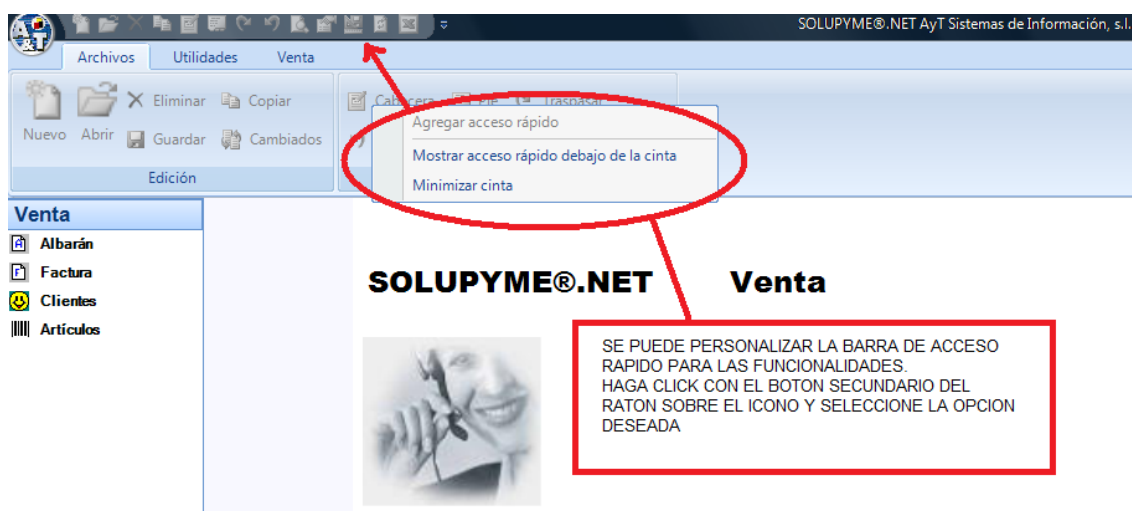 A&T
SOLUPYME®.NET AyT Sistemas de Información, s.l.
Archivos Utilidades Venta
Nuevo Abrir Eliminar Guardar Copiar Cambiados
Cabecera Pie Traspasar
Edición
Agregar acceso rápido
Mostrar acceso rápido debajo de la cinta
Minimizar cinta
Venta
Albarán
Factura
Clientes
Artículos
SOLUPYME®.NET Venta
SE PUEDE PERSONALIZAR LA BARRA DE ACCESO
RAPIDO PARA LAS FUNCIONALIDADES.
HAGA CLICK CON EL BOTON SECUNDARIO DEL
RATON SOBRE EL ICONO Y SELECCIONE LA OPCION
DESEADA